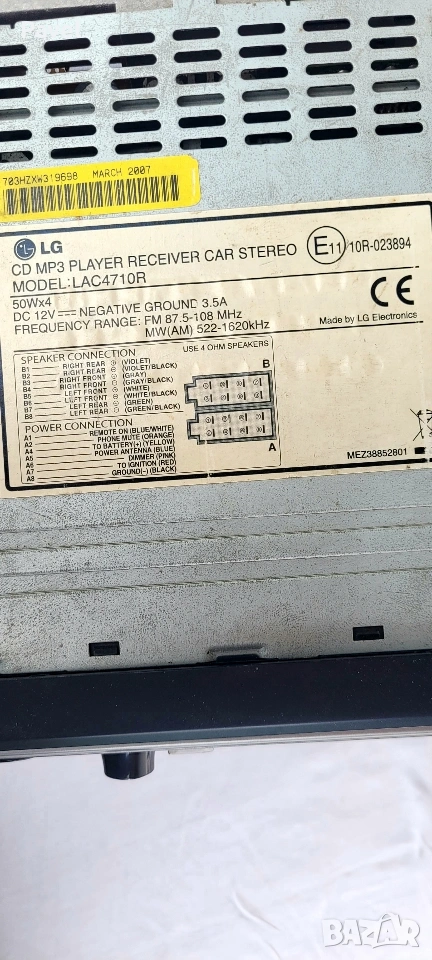 703HZXW319698 MARCH 2007
LG
CD MP3 PLAYER RECEIVER CAR STEREO
MODEL:LAC4710R
E11 10R-023894
50Wx4
DC 12V NEGATIVE GROUND 3.5A
FREQUENCY RANGE: FM 87.5-108 MHz
MW(AM) 522-1620kHz
Made by LG Electronics
SPEAKER CONNECTION USE 4 OHM SPEAKERS
B1 RIGHT REAR ⊕ (VIOLET)
B2 RIGHT REAR ⊖ (VIOLET/BLACK)
B3 RIGHT FRONT ⊕ (GRAY)
B4 RIGHT FRONT ⊖ (GRAY/BLACK)
B5 LEFT FRONT ⊕ (WHITE)
B6 LEFT FRONT ⊖ (WHITE/BLACK)
B7 LEFT REAR ⊕ (GREEN)
B8 LEFT REAR ⊖ (GREEN/BLACK)
B
POWER CONNECTION
A1 REMOTE ON (BLUE/WHITE)
A2 PHONE MUTE (ORANGE)
A4 TO BATTERY(+) (YELLOW)
A5 POWER ANTENNA (BLUE)
A6 DIMMER (PINK)
A7 TO IGNITION (RED)
A8 GROUND(-) (BLACK)
A
CE
MEZ38852801
BAZAR